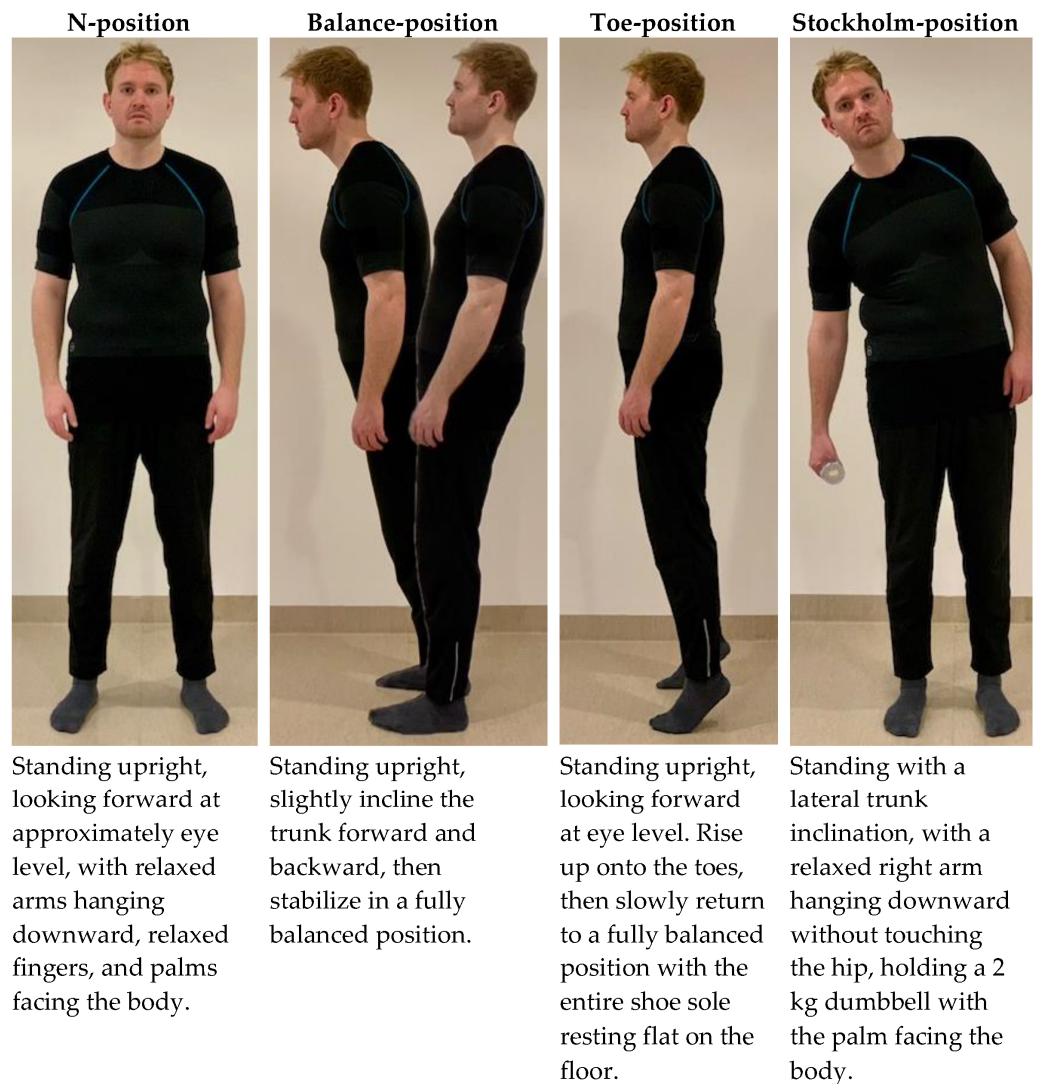 N-position
Balance-position
Toe-position
Stockholm-position
Standing upright,
looking forward at
approximately eye
level, with relaxed
arms hanging
downward, relaxed
fingers, and palms
facing the body.
Standing upright,
slightly incline the
trunk forward and
backward, then
stabilize in a fully
balanced position.
Standing upright,
looking forward
at eye level. Rise
up onto the toes,
then slowly return
to a fully balanced
position with the
entire shoe sole
resting flat on the
floor.
Standing with a
lateral trunk
inclination, with a
relaxed right arm
hanging downward
without touching
the hip, holding a 2
kg dumbbell with
the palm facing the
body.